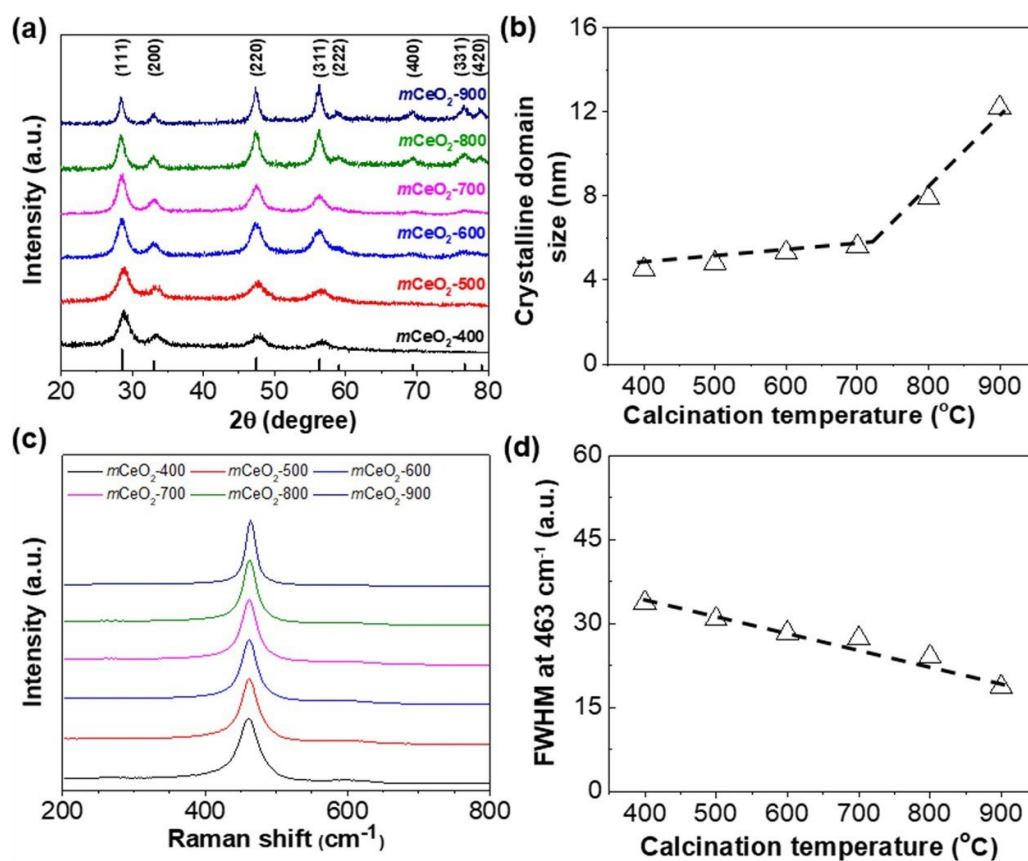 (a)
(111)
(200)
(220)
(311)
(222)
(400)
(331)
(420)
mCeO₂-900
mCeO₂-800
mCeO₂-700
mCeO₂-600
mCeO₂-500
mCeO₂-400
Intensity (a.u.)
20 30 40 50 60 70 80
2θ (degree)
(b)
16
12
8
4
0
Crystalline domain
size (nm)
400 500 600 700 800 900
Calcination temperature (°C)
(c)
mCeO₂-400 mCeO₂-500 mCeO₂-600
mCeO₂-700 mCeO₂-800 mCeO₂-900
Intensity (a.u.)
200 400 600 800
Raman shift (cm⁻¹)
(d)
60
45
30
15
0
FWHM at 463 cm⁻¹ (a.u.)
400 500 600 700 800 900
Calcination temperature (°C)